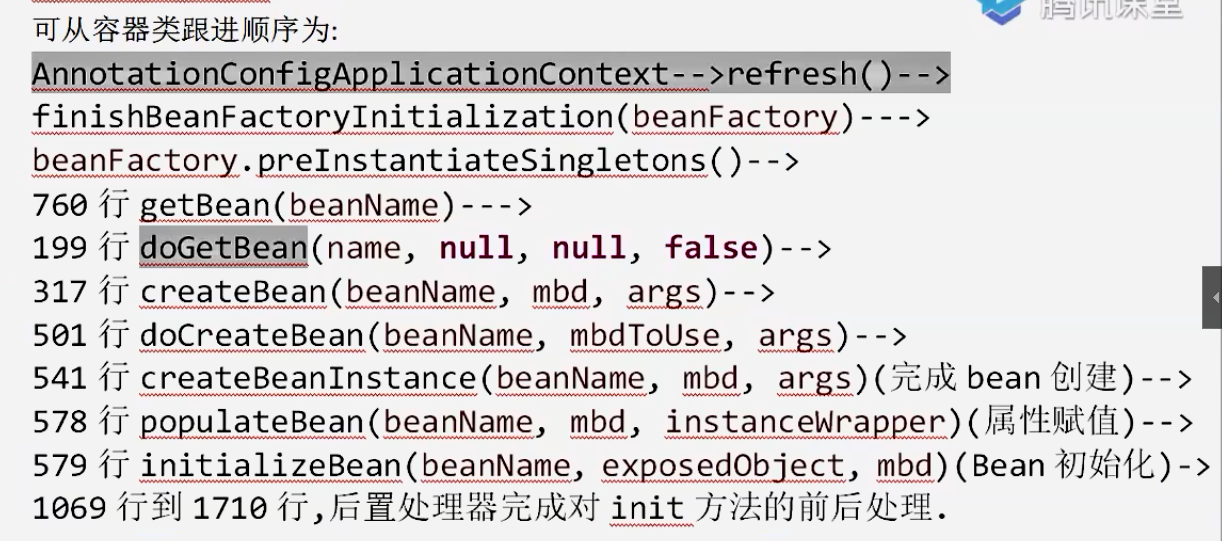 腾讯课堂
可从容器类跟进顺序为:
AnnotationConfigApplicationContext-->refresh()-->
finishBeanFactoryInitialization(beanFactory)--->
beanFactory.preInstantiateSingletons()-->
760 行 getBean(beanName)--->
199 行 doGetBean(name, null, null, false)-->
317 行 createBean(beanName, mbd, args)-->
501 行 doCreateBean(beanName, mbdToUse, args)-->
541 行 createBeanInstance(beanName, mbd, args)(完成 bean 创建)-->
578 行 populateBean(beanName, mbd, instanceWrapper)(属性赋值)-->
579 行 initializeBean(beanName, exposedObject, mbd)(Bean 初始化)->
1069 行到 1710 行,后置处理器完成对 init 方法的前后处理.